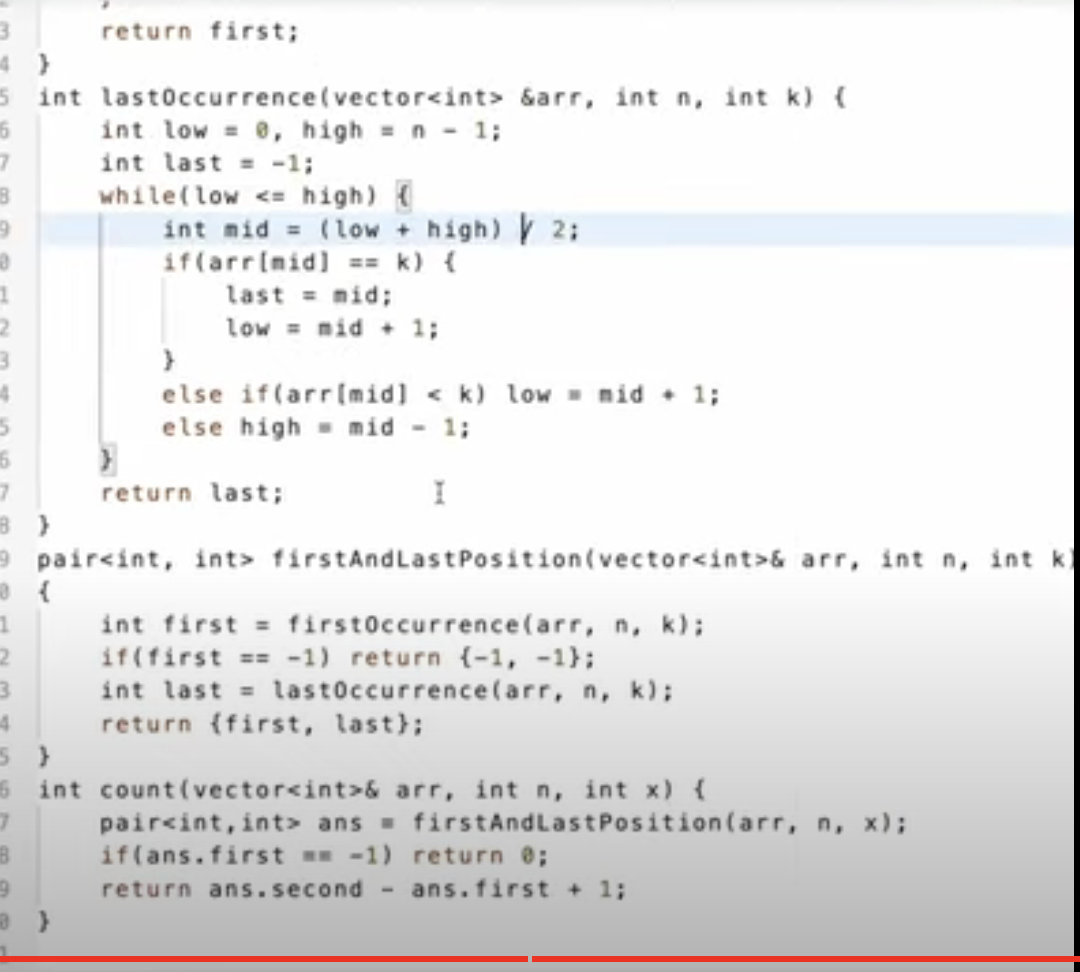 3 return first;
4 }
5 int lastOccurrence(vector<int> &arr, int n, int k) {
6 int low = 0, high = n - 1;
7 int last = -1;
8 while(low <= high) {
9 int mid = (low + high) / 2;
0 if(arr[mid] == k) {
1 last = mid;
2 low = mid + 1;
3 }
4 else if(arr[mid] < k) low = mid + 1;
5 else high = mid - 1;
6 }
7 return last;
8 }
9 pair<int, int> firstAndLastPosition(vector<int>& arr, int n, int k)
0 {
1 int first = firstOccurrence(arr, n, k);
2 if(first == -1) return {-1, -1};
3 int last = lastOccurrence(arr, n, k);
4 return {first, last};
5 }
6 int count(vector<int>& arr, int n, int x) {
7 pair<int,int> ans = firstAndLastPosition(arr, n, x);
8 if(ans.first == -1) return 0;
9 return ans.second - ans.first + 1;
0 }
1